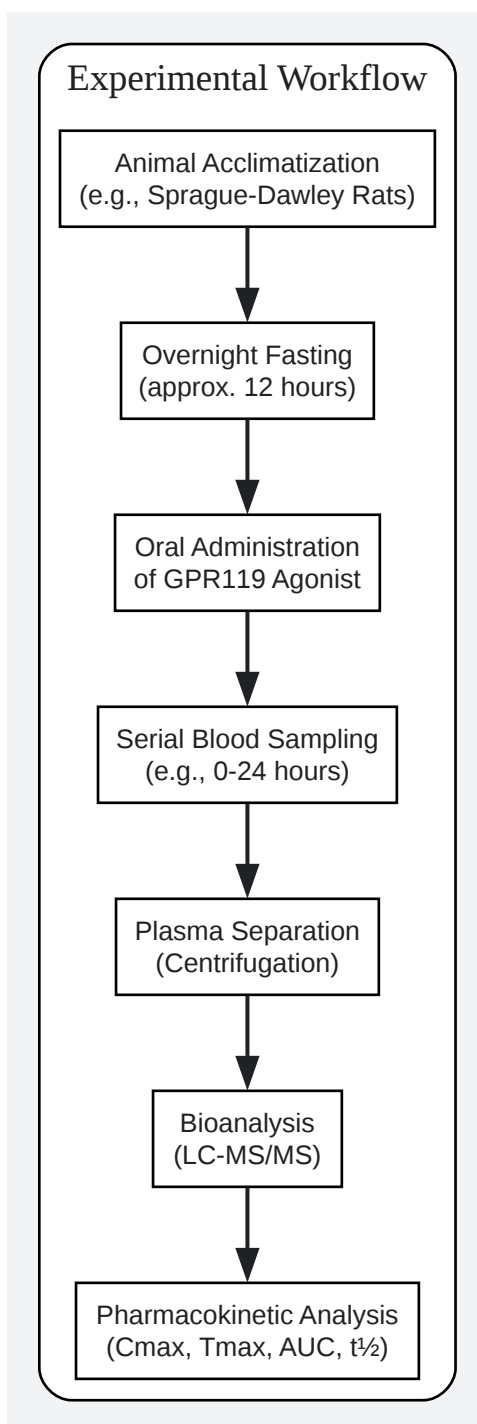 Experimental Workflow
Animal Acclimatization
(e.g., Sprague-Dawley Rats)
Overnight Fasting
(approx. 12 hours)
Oral Administration
of GPR119 Agonist
Serial Blood Sampling
(e.g., 0-24 hours)
Plasma Separation
(Centrifugation)
Bioanalysis
(LC-MS/MS)
Pharmacokinetic Analysis
(Cmax, Tmax, AUC, t½)